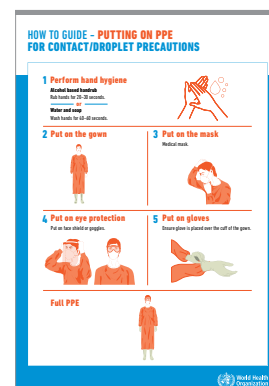 HOW TO GUIDE - PUTTING ON PPE
FOR CONTACT/DROPLET PRECAUTIONS
1 Perform hand hygiene
Alcohol based handrub
Rub hands for 20–30 seconds.
or
Water and soap
Wash hands for 40–60 seconds.
2 Put on the gown
3 Put on the mask
Medical mask.
4 Put on eye protection
Put on face shield or goggles.
5 Put on gloves
Ensure glove is placed over the cuff of the gown.
Full PPE
World Health
Organization